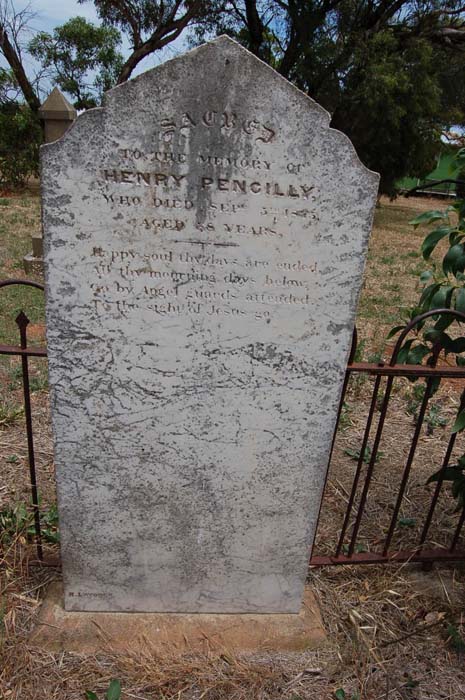 SACRED
TO THE MEMORY OF
HENRY PENGILLY,
WHO DIED SEP
AGED YEARS.
Happy soul thy days are ended,
All thy mourning days below,
Go by Angel guards attended,
To the sight of Jesus go.